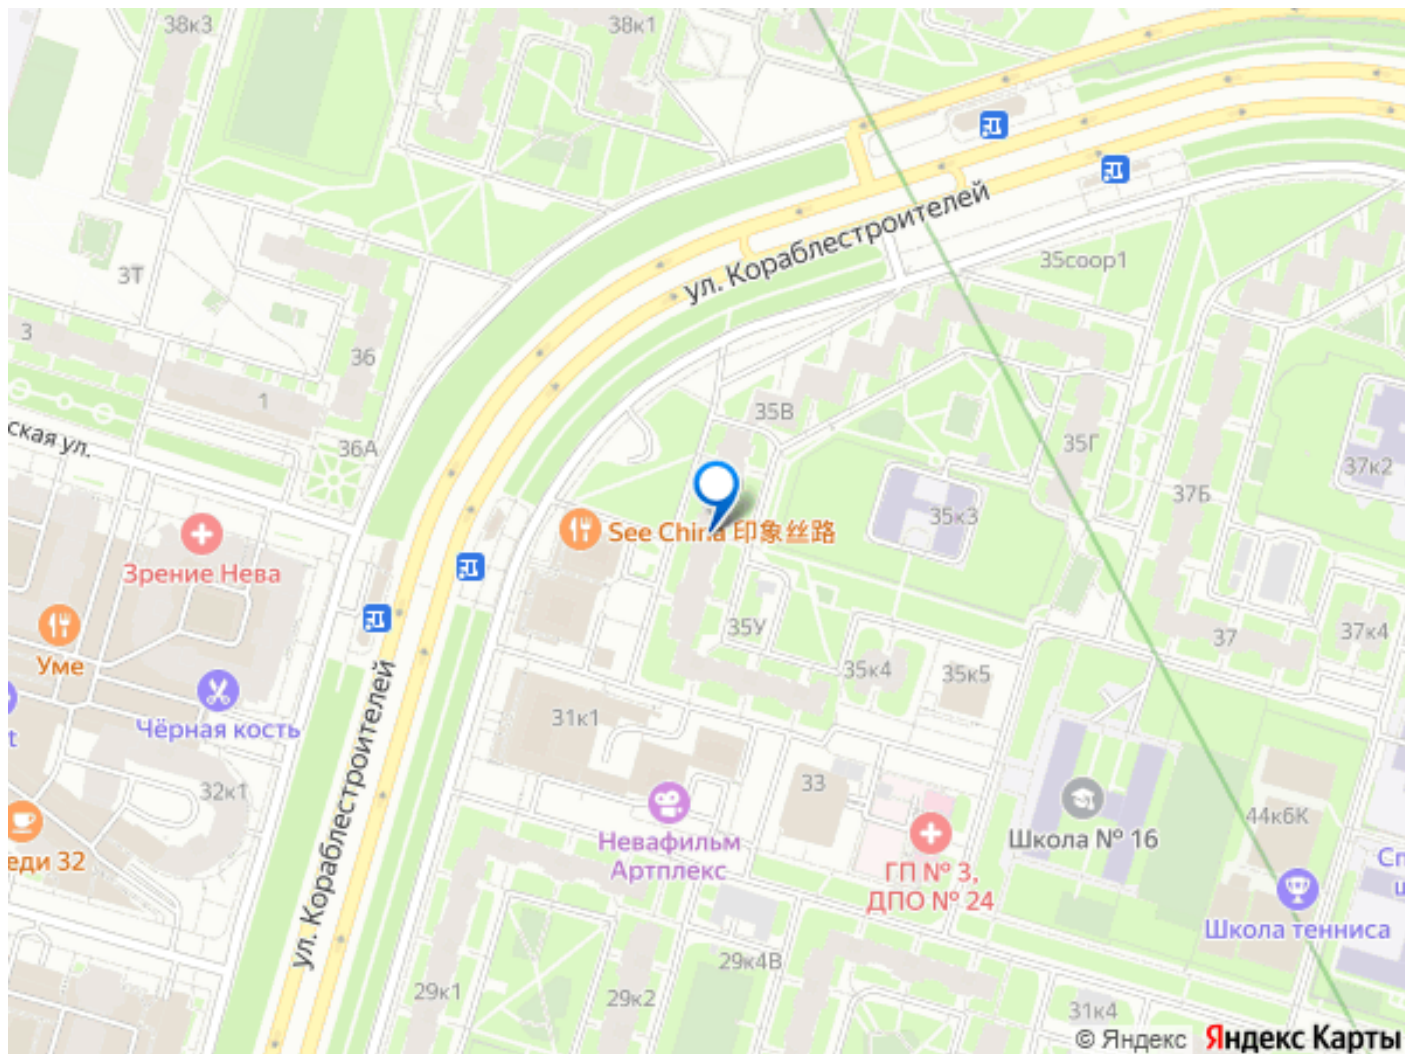 38к3
38к1
ул. Кораблестроителей
35соор1
3Т
3
36
1
36А
ская ул.
35В
35Г
37к2
37Б
35к3
See China 印象丝路
Зрение Нева
Уме
35У
37
37к4
35к4
35к5
Чёрная кость
t
31к1
32к1
еди 32
ул. Кораблестроителей
33
Невафильм
Артплекс
ГП № 3,
ДПО № 24
Школа № 16
44к6К
Сп
ш
Школа тенниса
29к1
29к2
29к4В
31к4
© Яндекс Яндекс Карты